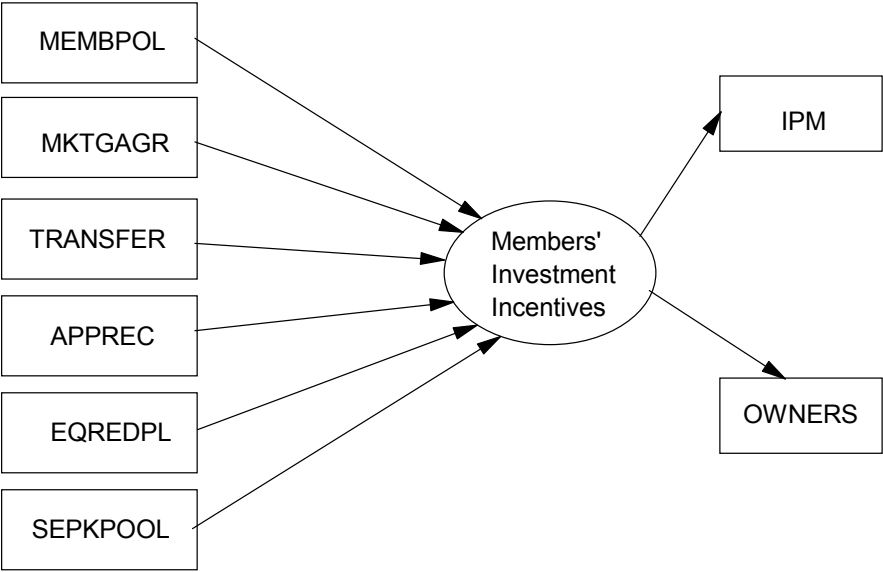 MEMBPOL
MKTGAGR
TRANSFER
APPREC
EQREDPL
SEPKPOOL
Members'
Investment
Incentives
IPM
OWNERS